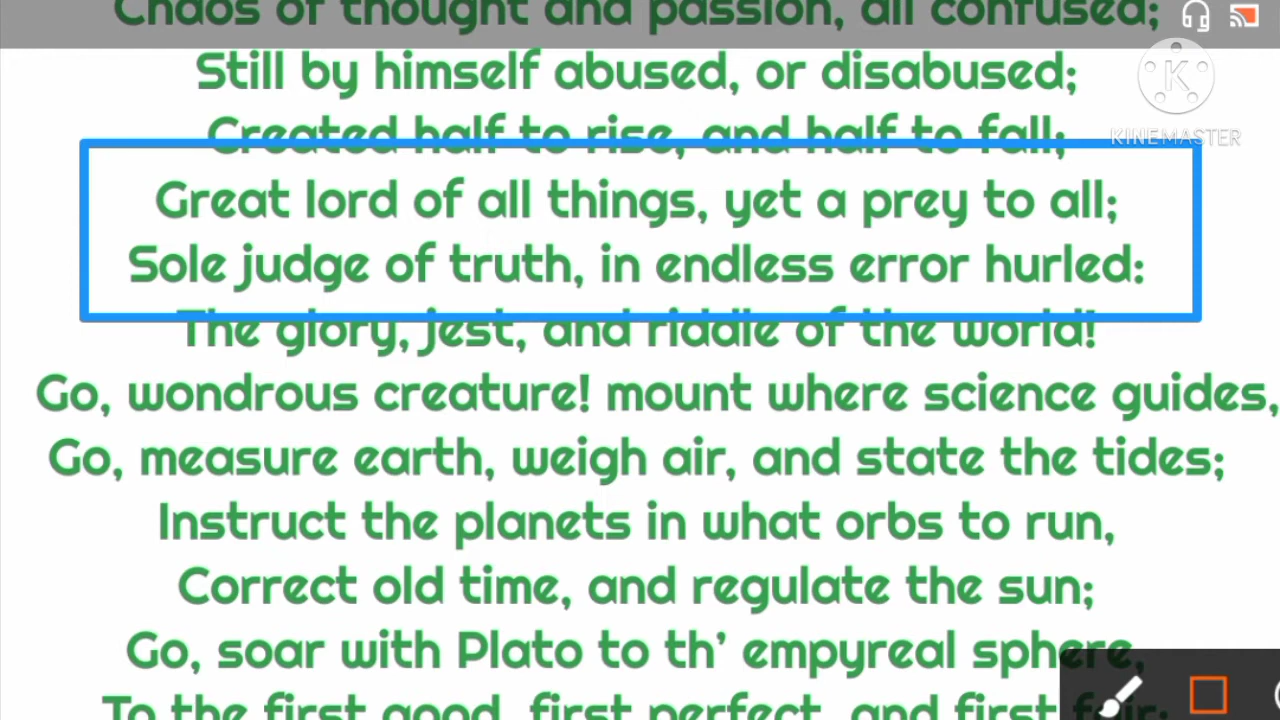 Chaos of thought and passion, all confused;
Still by himself abused, or disabused;
Created half to rise, and half to fall;
KINEMASTER
Great lord of all things, yet a prey to all;
Sole judge of truth, in endless error hurled:
The glory, jest, and riddle of the world!
Go, wondrous creature! mount where science guides,
Go, measure earth, weigh air, and state the tides;
Instruct the planets in what orbs to run,
Correct old time, and regulate the sun;
Go, soar with Plato to th’ empyreal sphere,
To the first good, first perfect, and first fair;